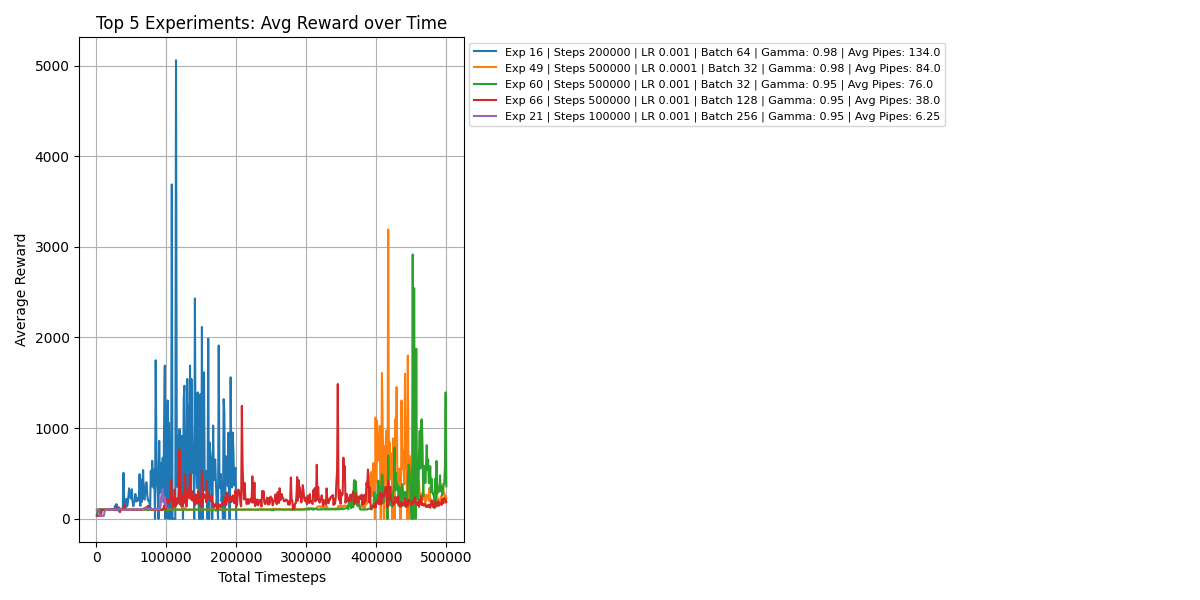 Top 5 Experiments: Avg Reward over Time
Exp 16 | Steps 200000 | LR 0.001 | Batch 64 | Gamma: 0.98 | Avg Pipes: 134.0
Exp 49 | Steps 500000 | LR 0.0001 | Batch 32 | Gamma: 0.98 | Avg Pipes: 84.0
Exp 60 | Steps 500000 | LR 0.001 | Batch 32 | Gamma: 0.95 | Avg Pipes: 76.0
Exp 66 | Steps 500000 | LR 0.001 | Batch 128 | Gamma: 0.95 | Avg Pipes: 38.0
Exp 21 | Steps 100000 | LR 0.001 | Batch 256 | Gamma: 0.95 | Avg Pipes: 6.25
Average Reward
5000
4000
3000
2000
1000
0
0 100000 200000 300000 400000 500000
Total Timesteps